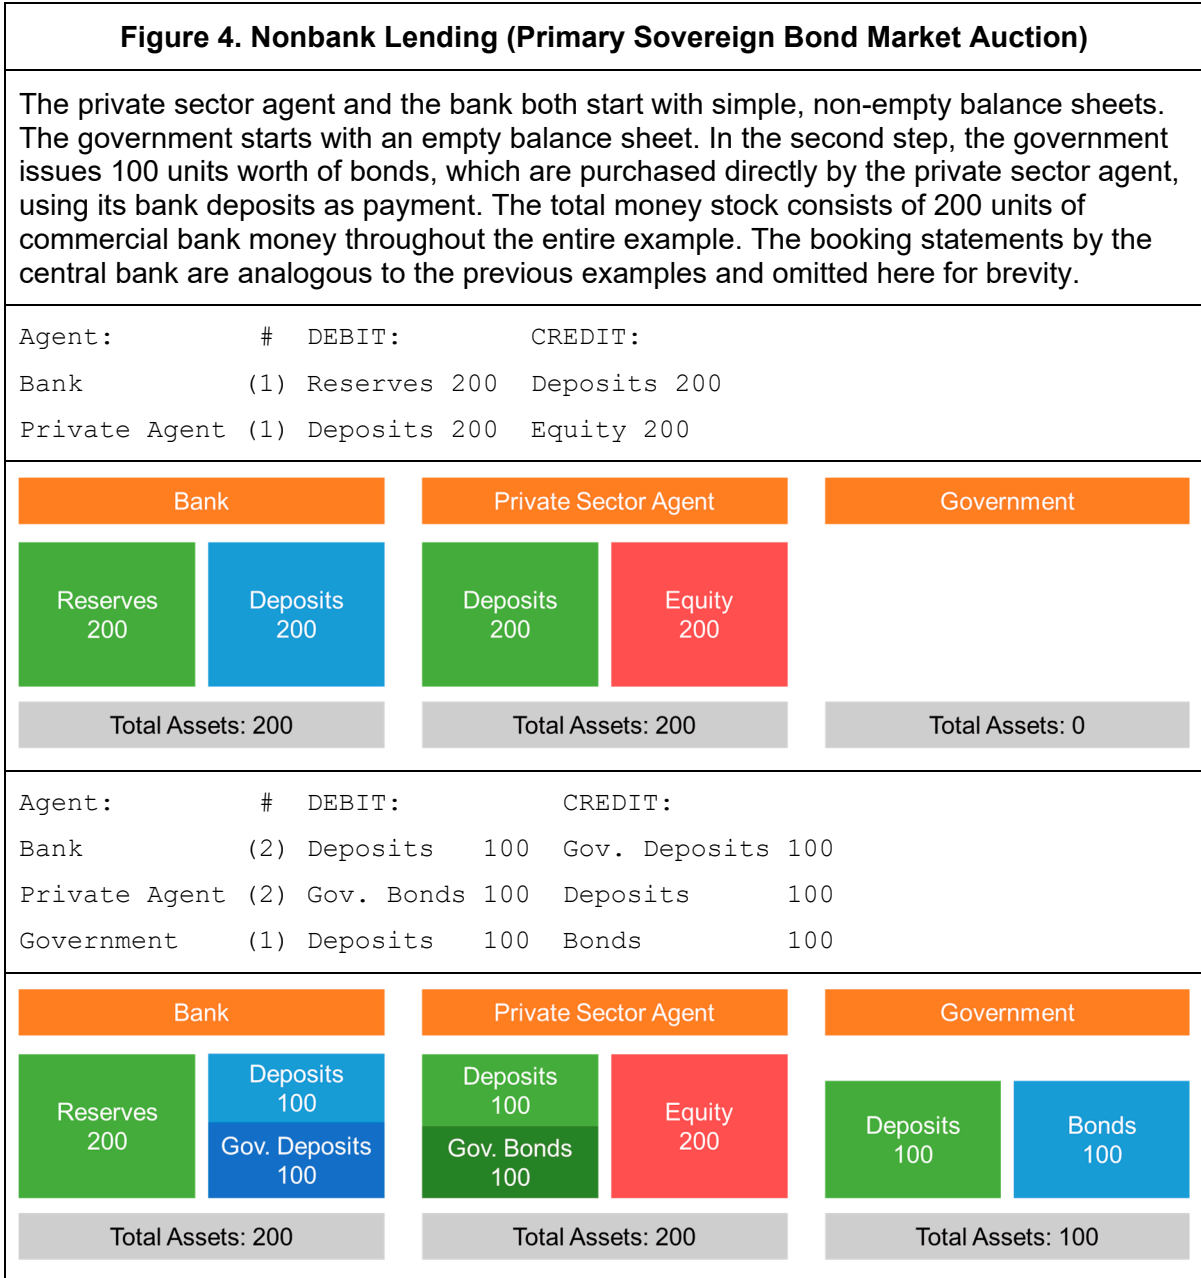 Figure 4. Nonbank Lending (Primary Sovereign Bond Market Auction)
The private sector agent and the bank both start with simple, non-empty balance sheets.
The government starts with an empty balance sheet. In the second step, the government
issues 100 units worth of bonds, which are purchased directly by the private sector agent,
using its bank deposits as payment. The total money stock consists of 200 units of
commercial bank money throughout the entire example. The booking statements by the
central bank are analogous to the previous examples and omitted here for brevity.
Agent: # DEBIT: CREDIT:
Bank (1) Reserves 200 Deposits 200
Private Agent (1) Deposits 200 Equity 200
Bank Private Sector Agent Government
Reserves Deposits Deposits Equity
200 200 200 200
Total Assets: 200 Total Assets: 200 Total Assets: 0
Agent: # DEBIT: CREDIT:
Bank (2) Deposits 100 Gov. Deposits 100
Private Agent (2) Gov. Bonds 100 Deposits 100
Government (1) Deposits 100 Bonds 100
Bank Private Sector Agent Government
Reserves
200
Deposits
100
Gov. Deposits
100
Deposits
100
Gov. Bonds
100
Equity
200
Deposits
100
Bonds
100
Total Assets: 200 Total Assets: 200 Total Assets: 100